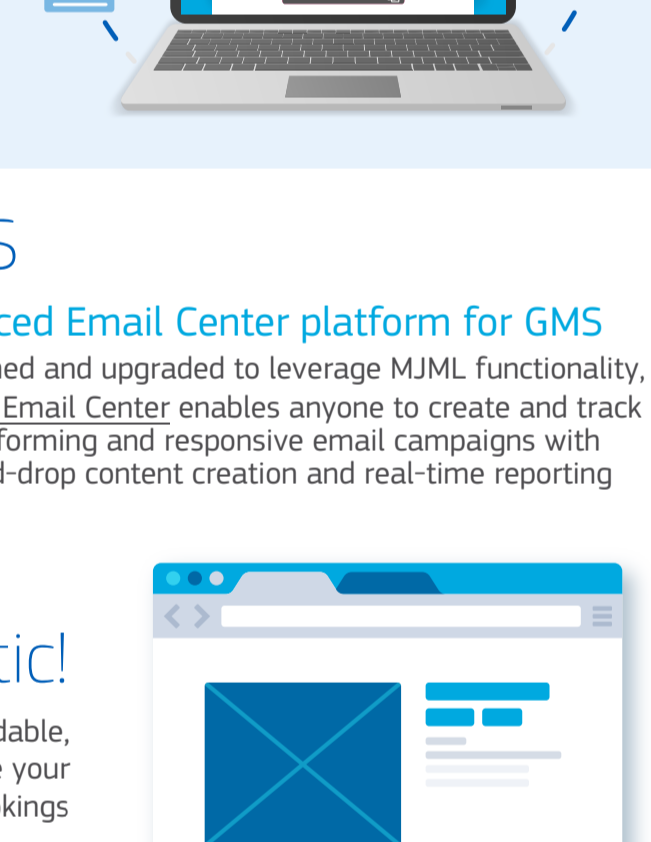 S
ced Email Center platform for GMS
ned and upgraded to leverage MJML functionality,
Email Center enables anyone to create and track
forming and responsive email campaigns with
d-drop content creation and real-time reporting
tic!
dable,
e your
kings